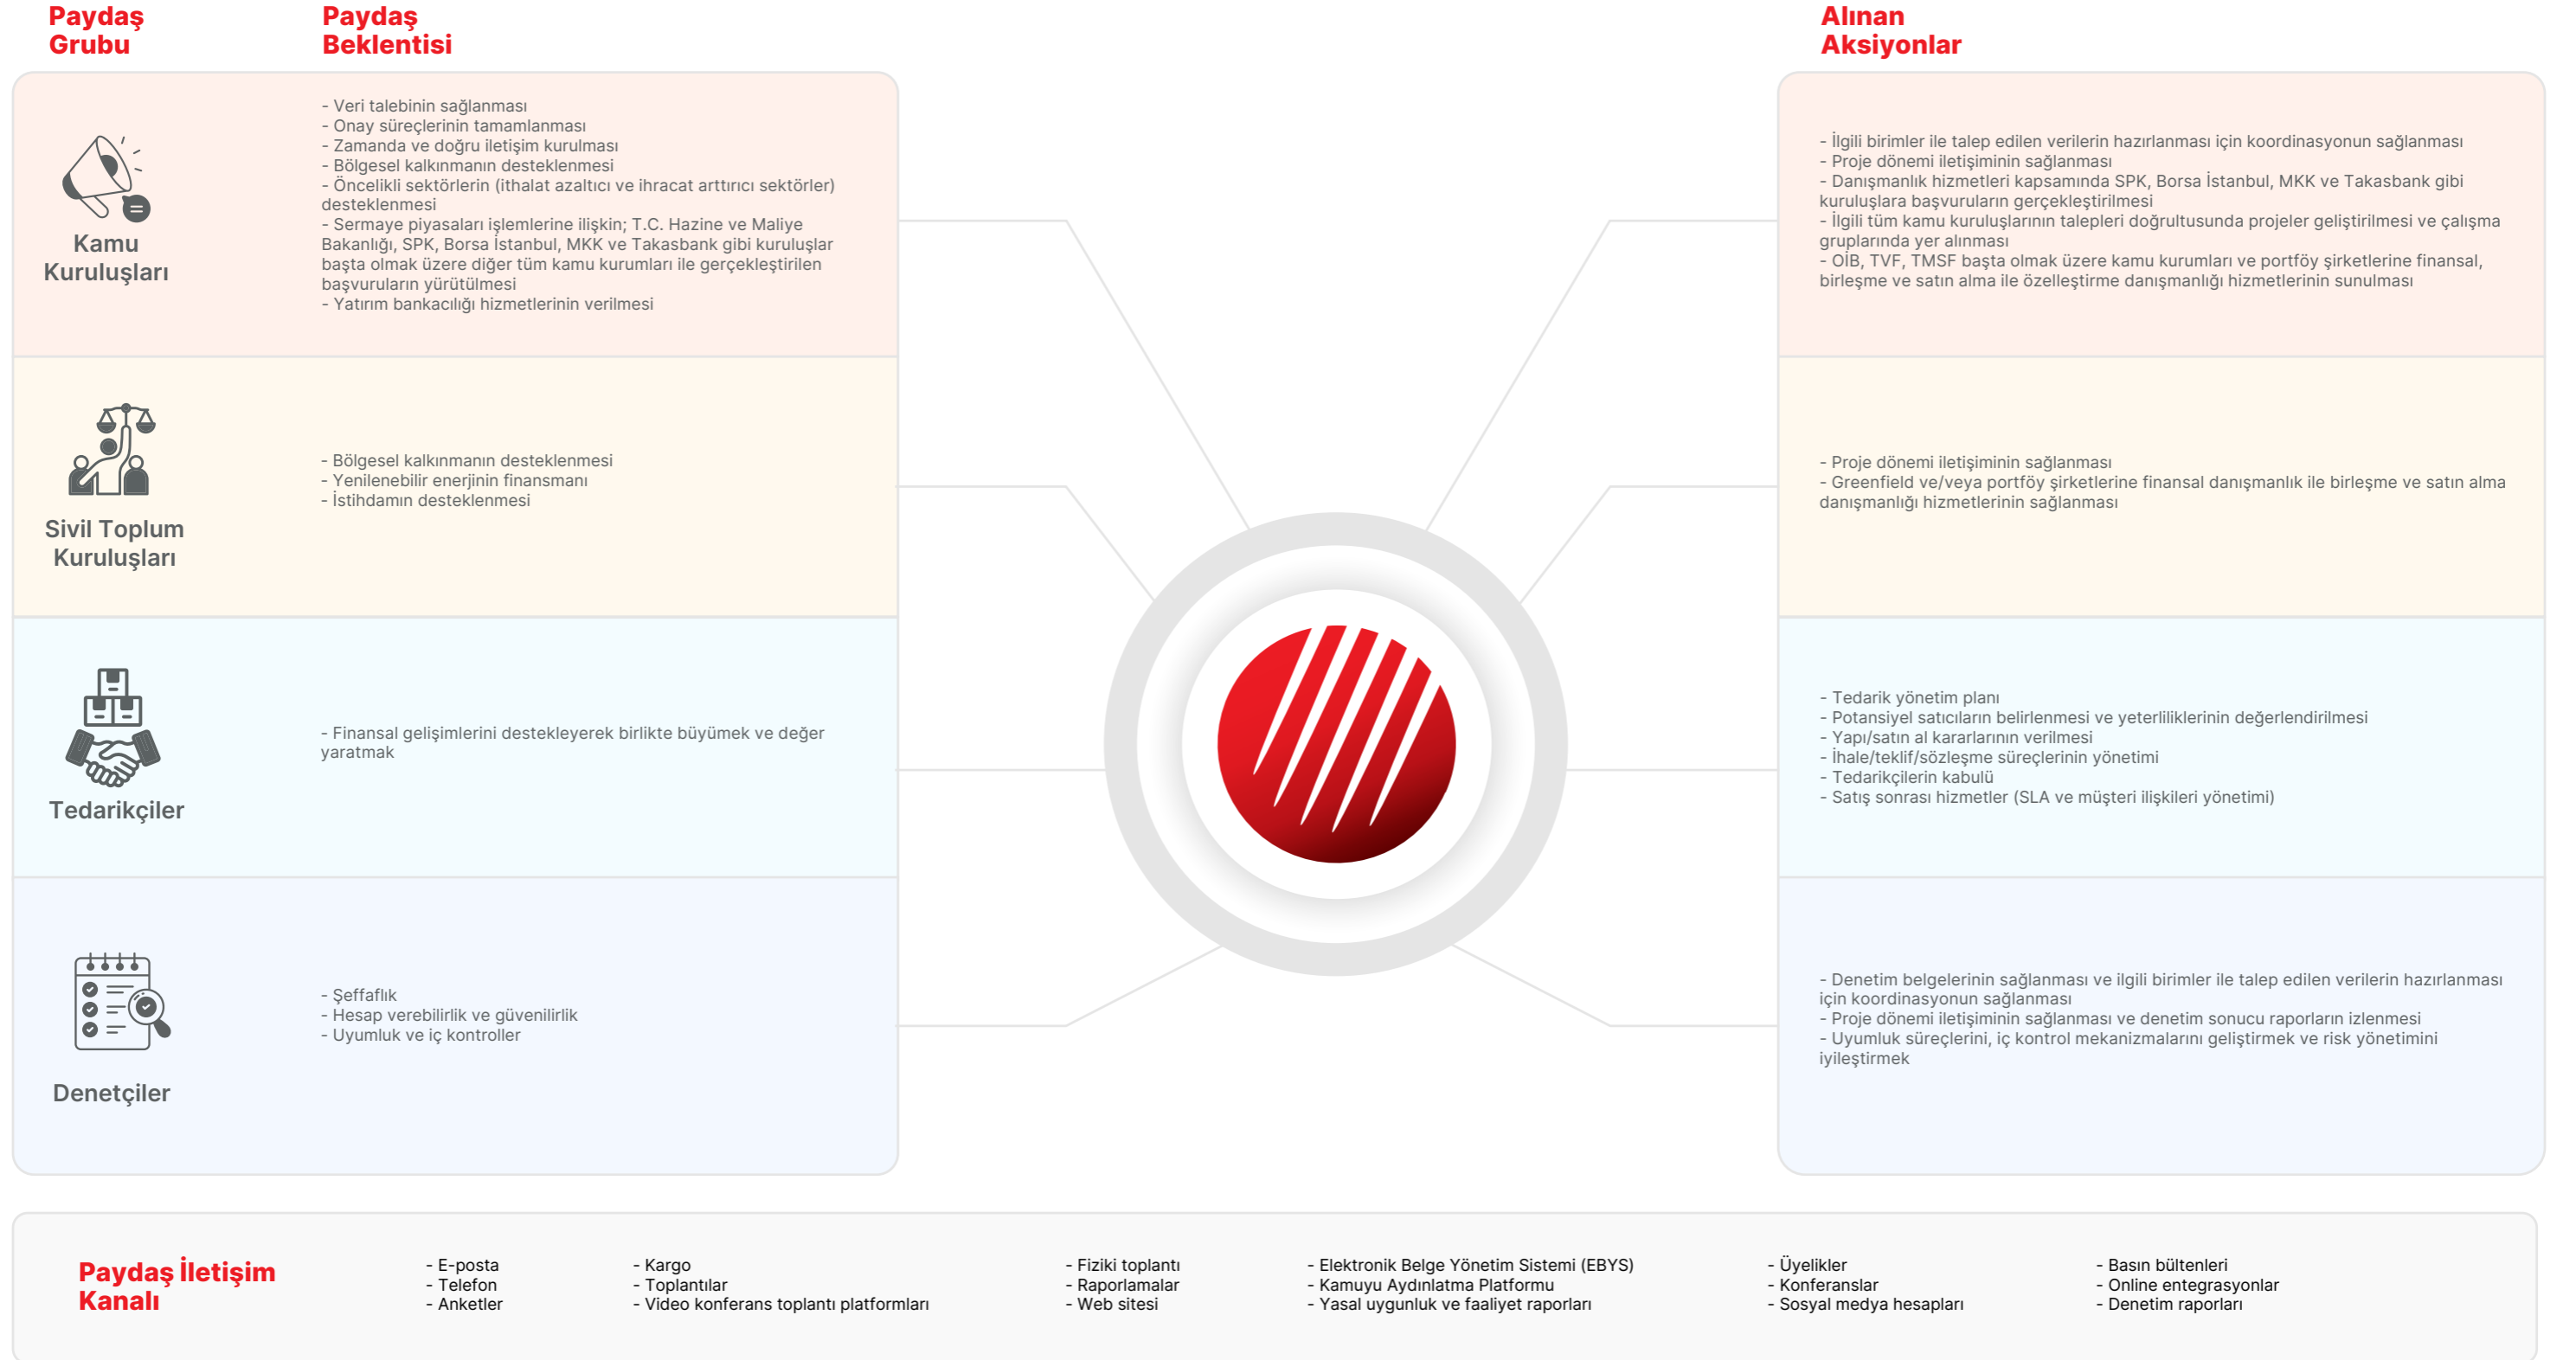 Paydaş
Grubu
Paydaş
Beklentisi
Alınan
Aksiyonlar
Kamu
Kuruluşları
- Veri talebinin sağlanması
- Onay süreçlerinin tamamlanması
- Zamanda ve doğru iletişim kurulması
- Bölgesel kalkınmanın desteklenmesi
- Öncelikli sektörlerin (ithalat azaltıcı ve ihracat arttırıcı sektörler)
desteklenmesi
- Sermaye piyasaları işlemlerine ilişkin; T.C. Hazine ve Maliye
Bakanlığı, SPK, Borsa İstanbul, MKK ve Takasbank gibi kuruluşlar
başta olmak üzere diğer tüm kamu kurumları ile gerçekleştirilen
başvuruların yürütülmesi
- Yatırım bankacılığı hizmetlerinin verilmesi
- İlgili birimler ile talep edilen verilerin hazırlanması için koordinasyonun sağlanması
- Proje dönemi iletişiminin sağlanması
- Danışmanlık hizmetleri kapsamında SPK, Borsa İstanbul, MKK ve Takasbank gibi
kuruluşlara başvuruların gerçekleştirilmesi
- İlgili tüm kamu kuruluşlarının talepleri doğrultusunda projeler geliştirilmesi ve çalışma
gruplarında yer alınması
- OİB, TVF, TMSF başta olmak üzere kamu kurumları ve portföy şirketlerine finansal,
birleşme ve satın alma ile özelleştirme danışmanlığı hizmetlerinin sunulması
Sivil Toplum
Kuruluşları
- Bölgesel kalkınmanın desteklenmesi
- Yenilenebilir enerjinin finansmanı
- İstihdamın desteklenmesi
- Proje dönemi iletişiminin sağlanması
- Greenfield ve/veya portföy şirketlerine finansal danışmanlık ile birleşme ve satın alma
danışmanlığı hizmetlerinin sağlanması
Tedarikçiler
- Finansal gelişimlerini destekleyerek birlikte büyümek ve değer
yaratmak
- Tedarik yönetim planı
- Potansiyel satıcıların belirlenmesi ve yeterliliklerinin değerlendirilmesi
- Yapı/satın al kararlarının verilmesi
- İhale/teklif/sözleşme süreçlerinin yönetimi
- Tedarikçilerin kabulü
- Satış sonrası hizmetler (SLA ve müşteri ilişkileri yönetimi)
Denetçiler
- Şeffaflık
- Hesap verebilirlik ve güvenilirlik
- Uyumluk ve iç kontroller
- Denetim belgelerinin sağlanması ve ilgili birimler ile talep edilen verilerin hazırlanması
için koordinasyonun sağlanması
- Proje dönemi iletişiminin sağlanması ve denetim sonucu raporların izlenmesi
- Uyumluk süreçlerini, iç kontrol mekanizmalarını geliştirmek ve risk yönetimini
iyileştirmek
Paydaş İletişim
Kanalı
- E-posta
- Telefon
- Anketler
- Kargo
- Toplantılar
- Video konferans toplantı platformları
- Fiziki toplantı
- Raporlamalar
- Web sitesi
- Elektronik Belge Yönetim Sistemi (EBYS)
- Kamuyu Aydınlatma Platformu
- Yasal uygunluk ve faaliyet raporları
- Üyelikler
- Konferanslar
- Sosyal medya hesapları
- Basın bültenleri
- Online entegrasyonlar
- Denetim raporları